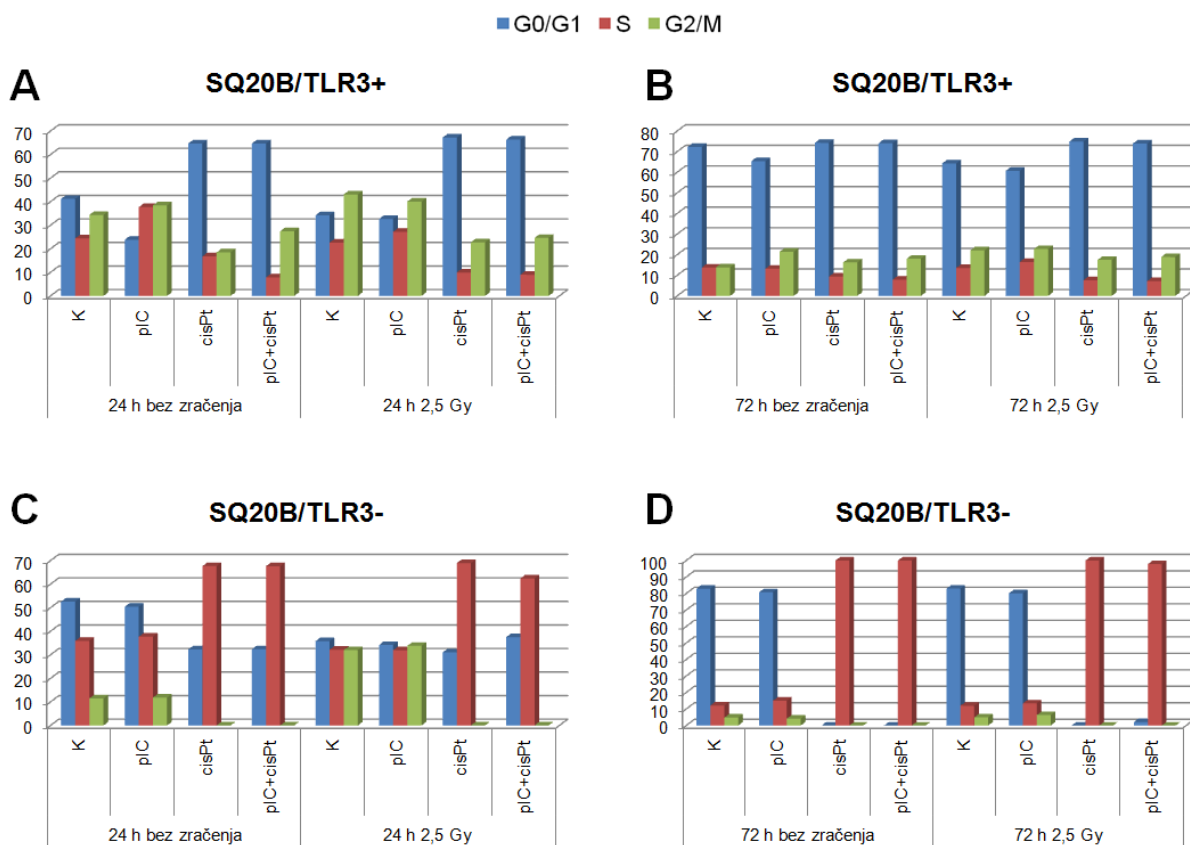 G0/G1 S G2/M
A SQ20B/TLR3+
70
60
50
40
30
20
10
0
K pIC cisPt pIC+cisPt K pIC cisPt pIC+cisPt
24 h bez zračenja 24 h 2,5 Gy
B SQ20B/TLR3+
80
70
60
50
40
30
20
10
0
K pIC cisPt pIC+cisPt K pIC cisPt pIC+cisPt
72 h bez zračenja 72 h 2,5 Gy
C SQ20B/TLR3-
70
60
50
40
30
20
10
0
K pIC cisPt pIC+cisPt K pIC cisPt pIC+cisPt
24 h bez zračenja 24 h 2,5 Gy
D SQ20B/TLR3-
100
90
80
70
60
50
40
30
20
10
0
K pIC cisPt pIC+cisPt K pIC cisPt pIC+cisPt
72 h bez zračenja 72 h 2,5 Gy